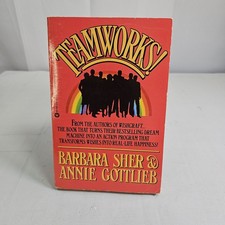 TEAMWORKS!
FROM THE AUTHORS OF WISHCRAFT,
THE BOOK THAT TURNS THEIR BESTSELLING DREAM
MACHINE INTO AN ACTION PROGRAM THAT
TRANSFORMS WISHES INTO REAL-LIFE HAPPINESS!
BARBARA SHER &
ANNIE GOTTLIEB